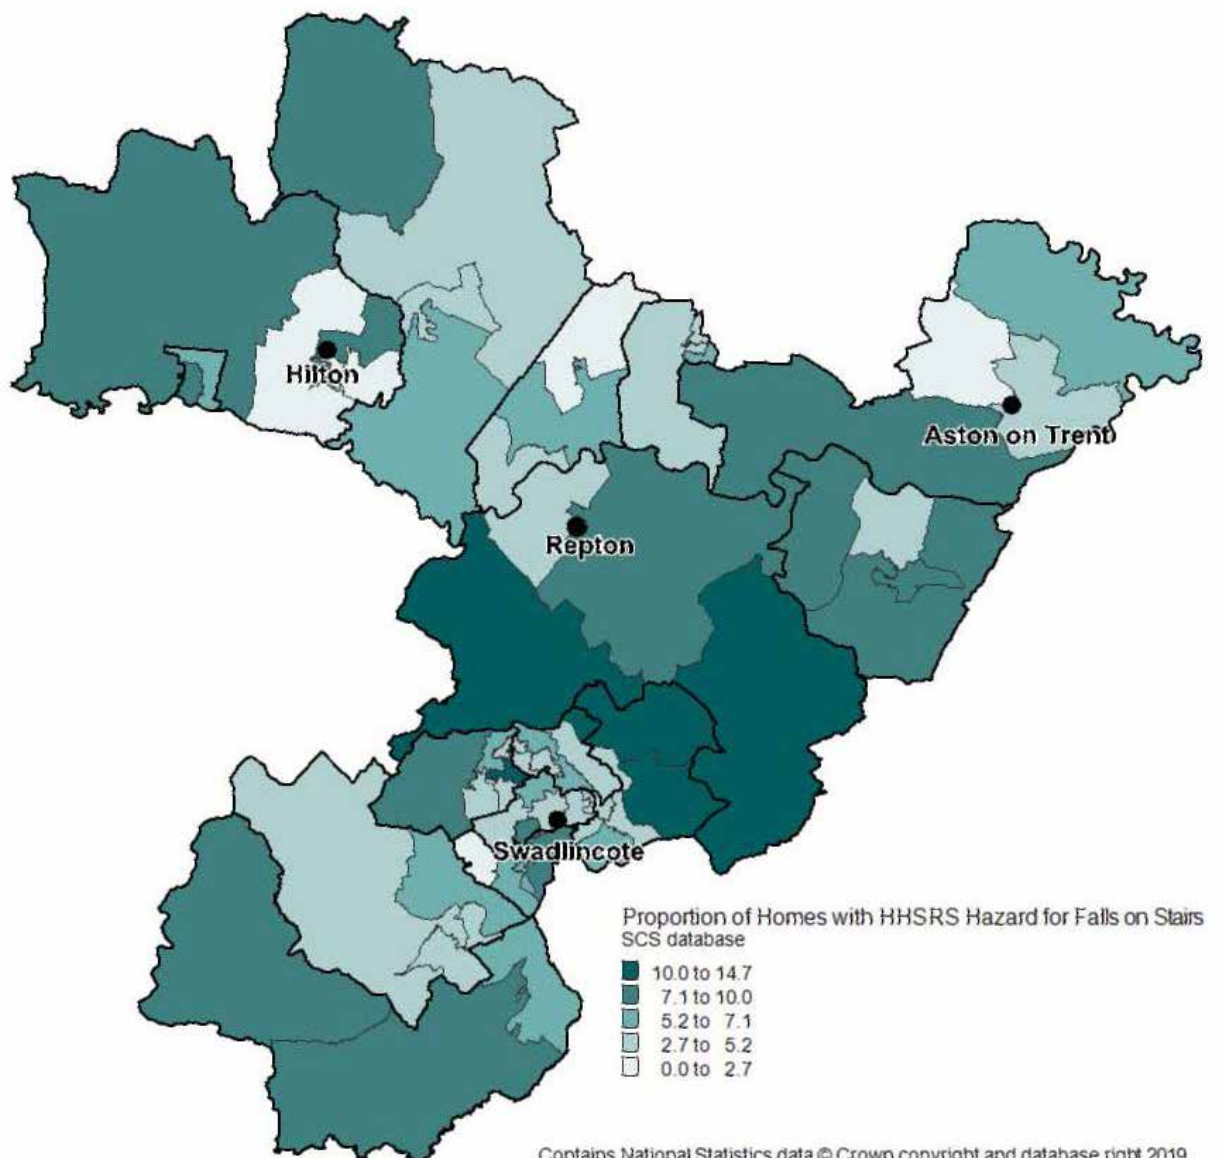 Hilton
Aston on Trent
Repton
Swadlincote
Proportion of Homes with HHSRS Hazard for Falls on Stairs
SCS database
10.0 to 14.7
7.1 to 10.0
5.2 to 7.1
2.7 to 5.2
0.0 to 2.7
Contains National Statistics data © Crown copyright and database right 2019